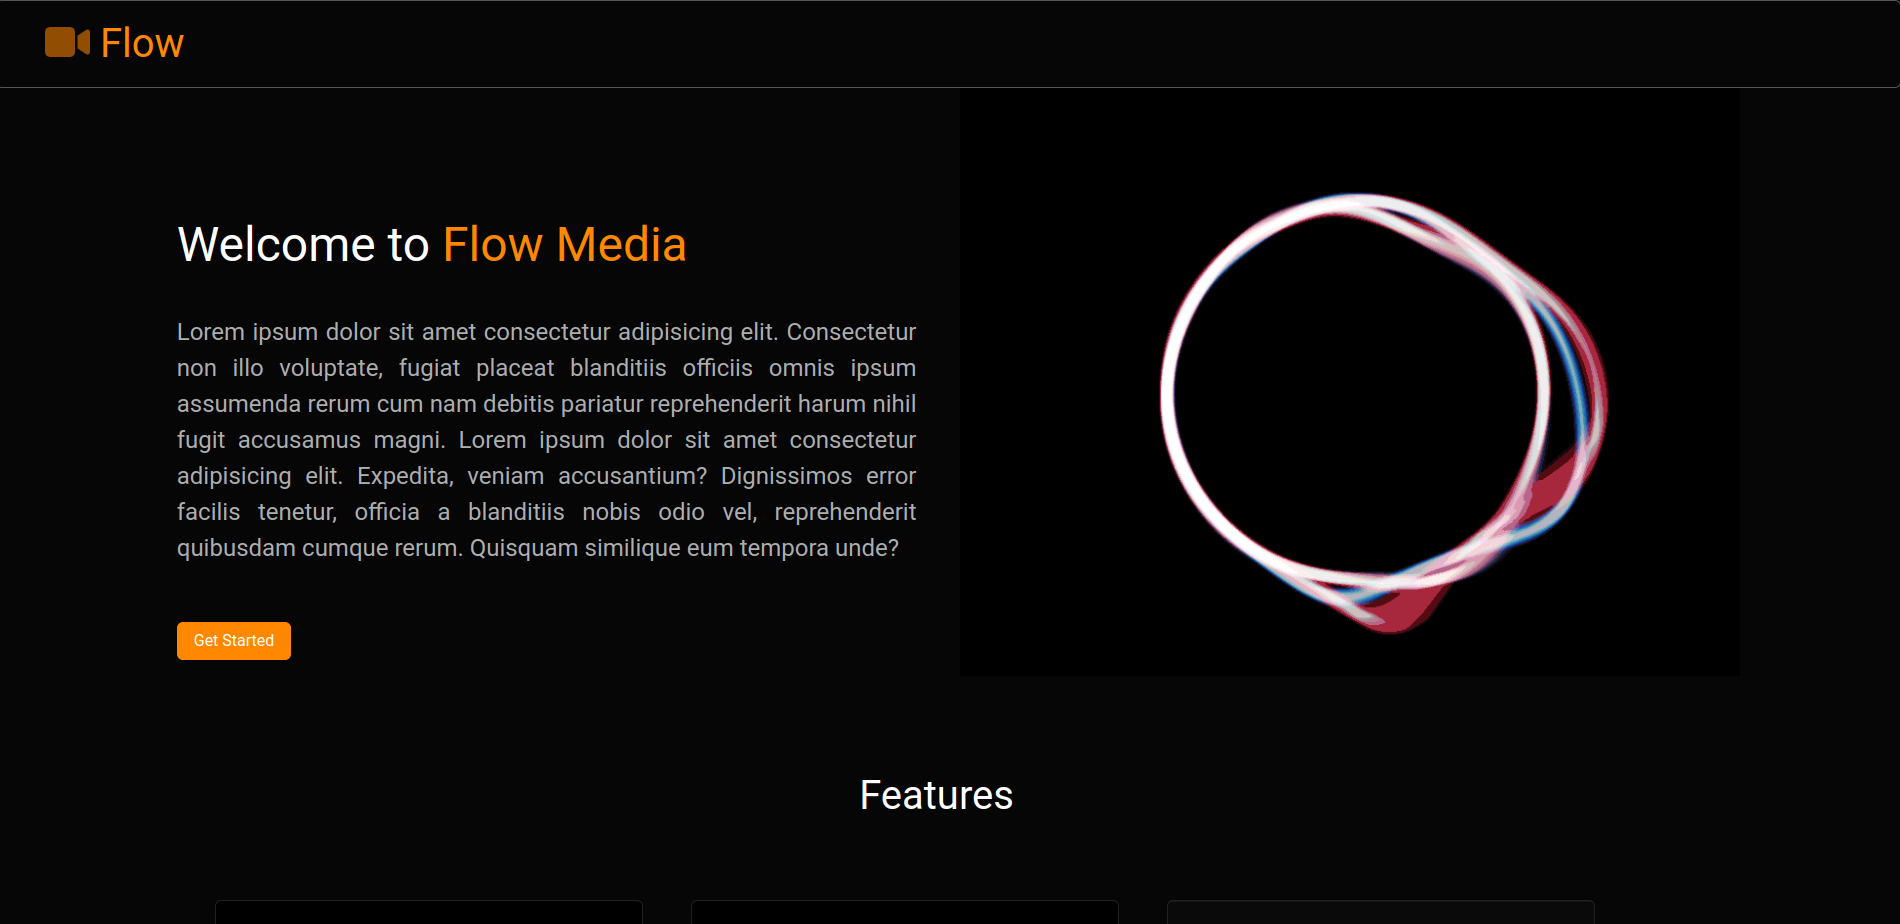 Flow
Welcome to Flow Media
Lorem ipsum dolor sit amet consectetur adipisicing elit. Consectetur
non illo voluptate, fugiat placeat blanditiis officiis omnis ipsum
assumenda rerum cum nam debitis pariatur reprehenderit harum nihil
fugit accusamus magni. Lorem ipsum dolor sit amet consectetur
adipisicing elit. Expedita, veniam accusantium? Dignissimos error
facilis tenetur, officia a blanditiis nobis odio vel, reprehenderit
quibusdam cumque rerum. Quisquam similique eum tempora unde?
Get Started
Features